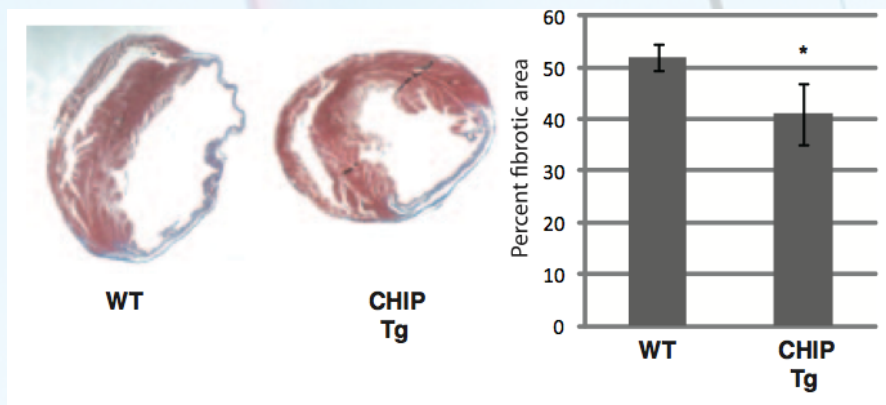 WT
CHIP
Tg
Percent fibrotic area
60
50
40
30
20
10
0
*
WT
CHIP
Tg